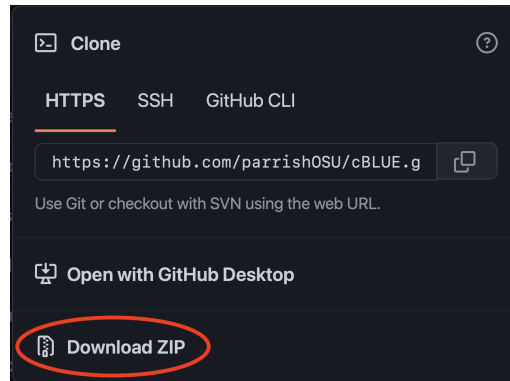 Clone
HTTPS SSH GitHub CLI
https://github.com/parrishOSU/cBLUE.g
Use Git or checkout with SVN using the web URL.
Open with GitHub Desktop
Download ZIP